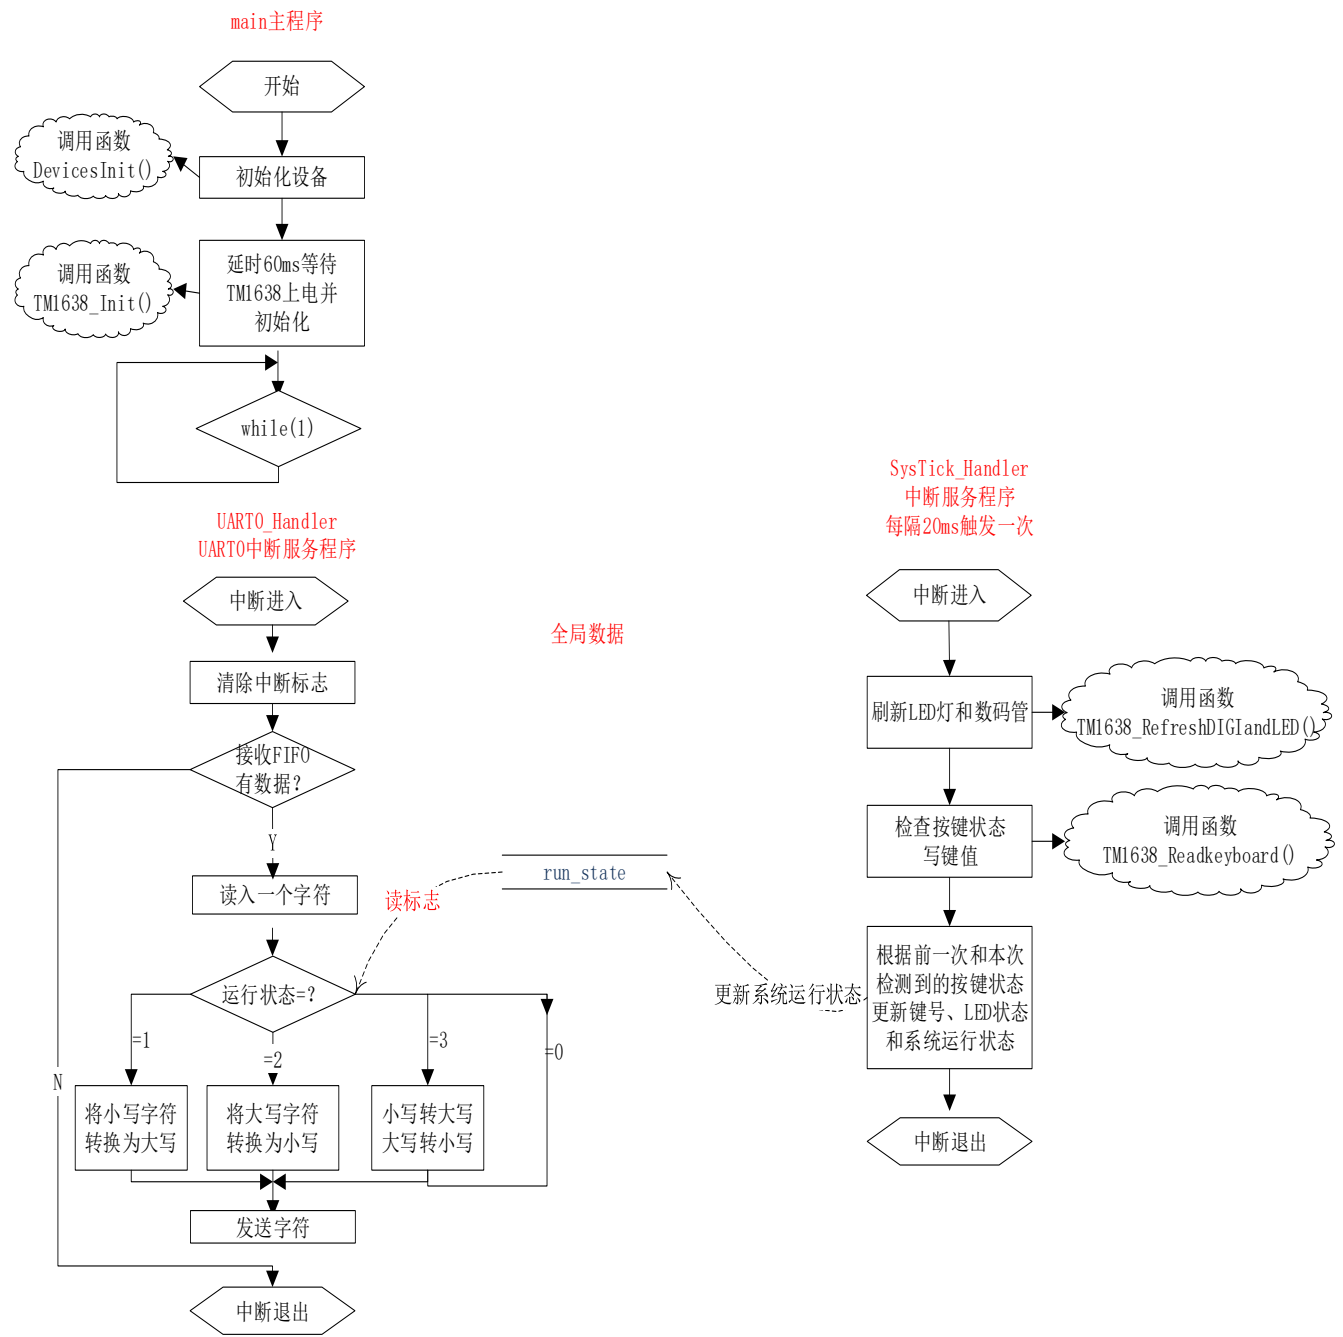 main主程序
开始
调用函数
DevicesInit()
初始化设备
延时60ms等待
TM1638上电并
初始化
调用函数
TM1638_Init()
while(1)
UART0_Handler
UART0中断服务程序
中断进入
清除中断标志
接收FIFO
有数据?
Y
N
读入一个字符
运行状态=?
=1
=2
=3
=0
将小写字符
转换为大写
将大写字符
转换为小写
小写转大写
大写转小写
发送字符
中断退出
全局数据
run_state
读标志
更新系统运行状态
SysTick_Handler
中断服务程序
每隔20ms触发一次
中断进入
刷新LED灯和数码管
调用函数
TM1638_RefreshDIGIandLED()
检查按键状态
写键值
调用函数
TM1638_Readkeyboard()
根据前一次和本次
检测到的按键状态
更新键号、LED状态
和系统运行状态
中断退出